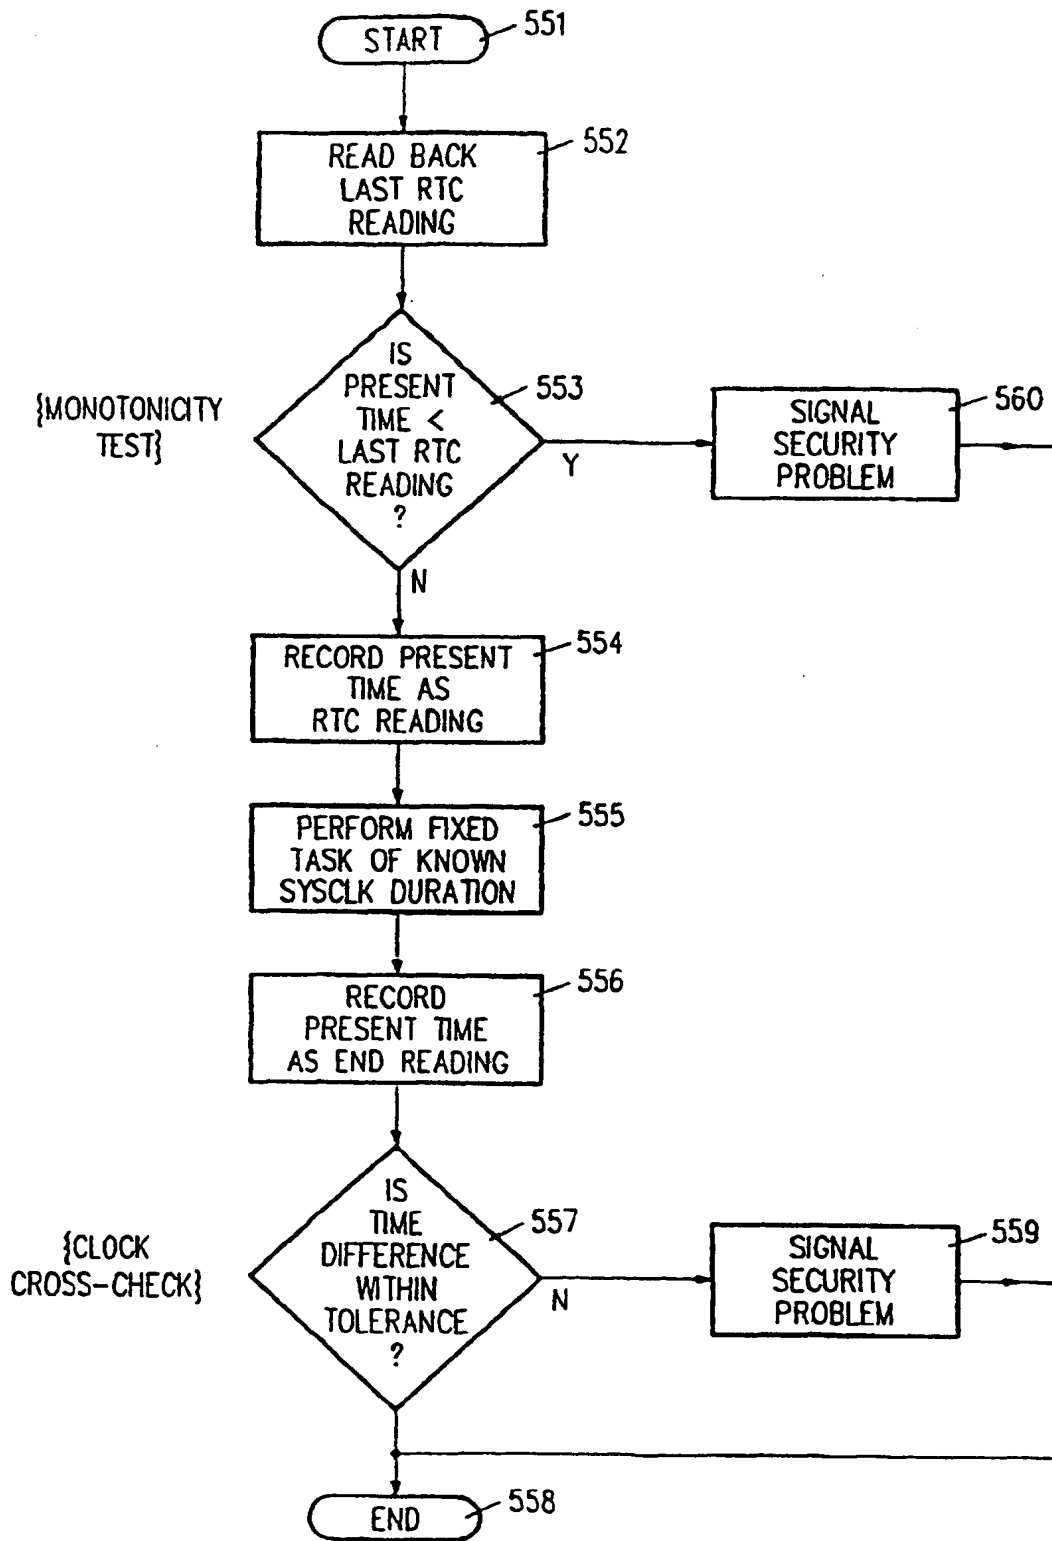 START
551
READ BACK
LAST RTC
READING
552
IS
PRESENT
TIME <
LAST RTC
READING
?
553
{MONOTONICITY
TEST}
Y
SIGNAL
SECURITY
PROBLEM
560
N
RECORD PRESENT
TIME AS
RTC READING
554
PERFORM FIXED
TASK OF KNOWN
SYSCLK DURATION
555
RECORD
PRESENT TIME
AS END READING
556
IS
TIME
DIFFERENCE
WITHIN
TOLERANCE
?
557
{CLOCK
CROSS-CHECK}
N
SIGNAL
SECURITY
PROBLEM
559
END
558